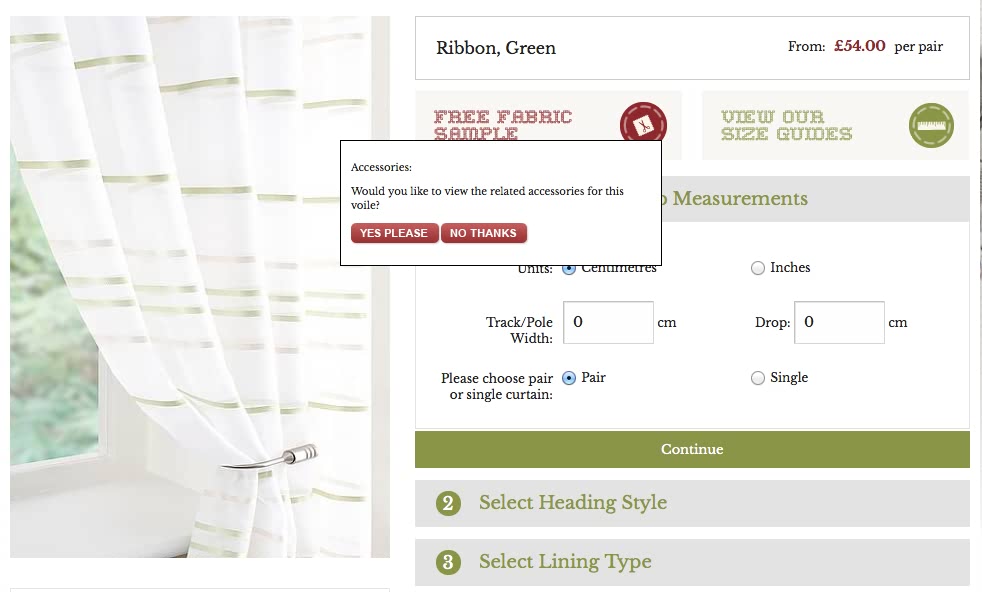 Ribbon, Green
From: £54.00 per pair
FREE FABRIC
SAMPLE
VIEW OUR
SIZE GUIDES
Accessories:
Would you like to view the related accessories for this
voile?
YES PLEASE NO THANKS
Measurements
Units: Centimetres Inches
Track/Pole
Width: 0 cm
Drop: 0 cm
Please choose pair
or single curtain: Pair Single
Continue
2 Select Heading Style
3 Select Lining Type